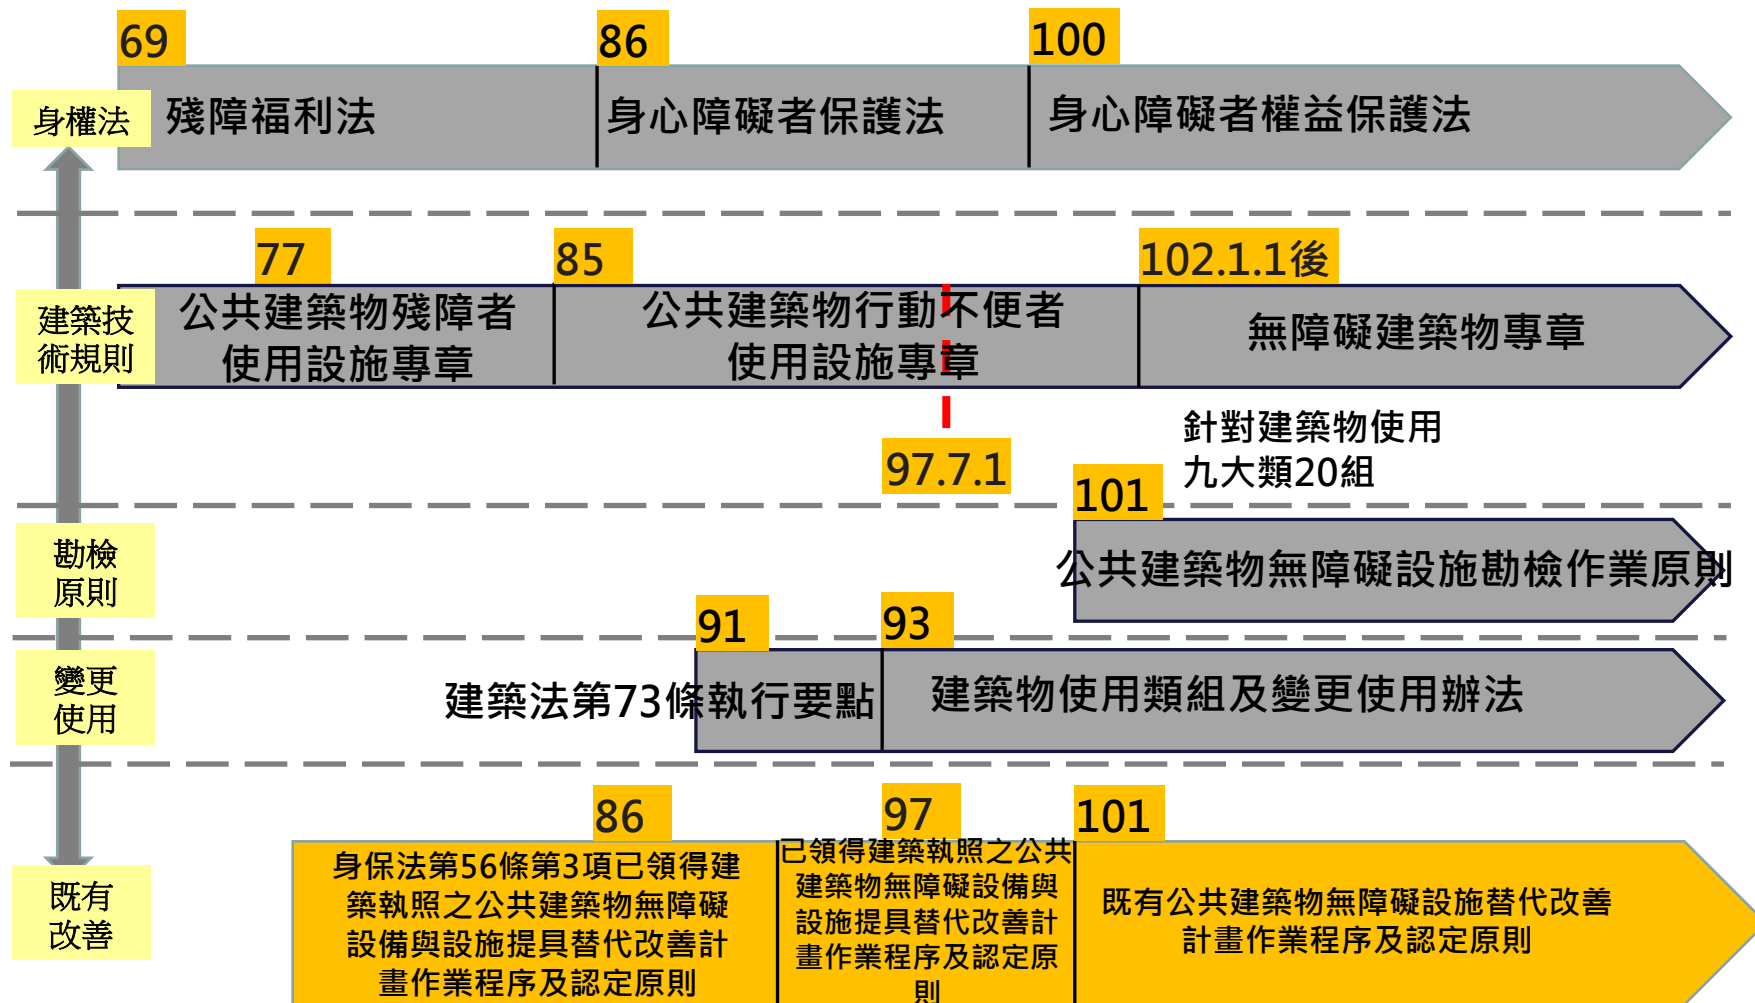 69
86
100
身權法
殘障福利法
身心障礙者保護法
身心障礙者權益保護法
77
85
102.1.1後
建築技
術規則
公共建築物殘障者
使用設施專章
公共建築物行動不便者
使用設施專章
無障礙建築物專章
97.7.1
針對建築物使用
九大類20組
101
勘檢
原則
公共建築物無障礙設施勘檢作業原則
91
93
變更
使用
建築法第73條執行要點
建築物使用類組及變更使用辦法
86
97
101
既有
改善
身保法第56條第3項已領得建
築執照之公共建築物無障礙
設備與設施提具替代改善計
畫作業程序及認定原則
已領得建築執照之公共
建築物無障礙設備與
設施提具替代改善計
畫作業程序及認定原
則
既有公共建築物無障礙設施替代改善
計畫作業程序及認定原則